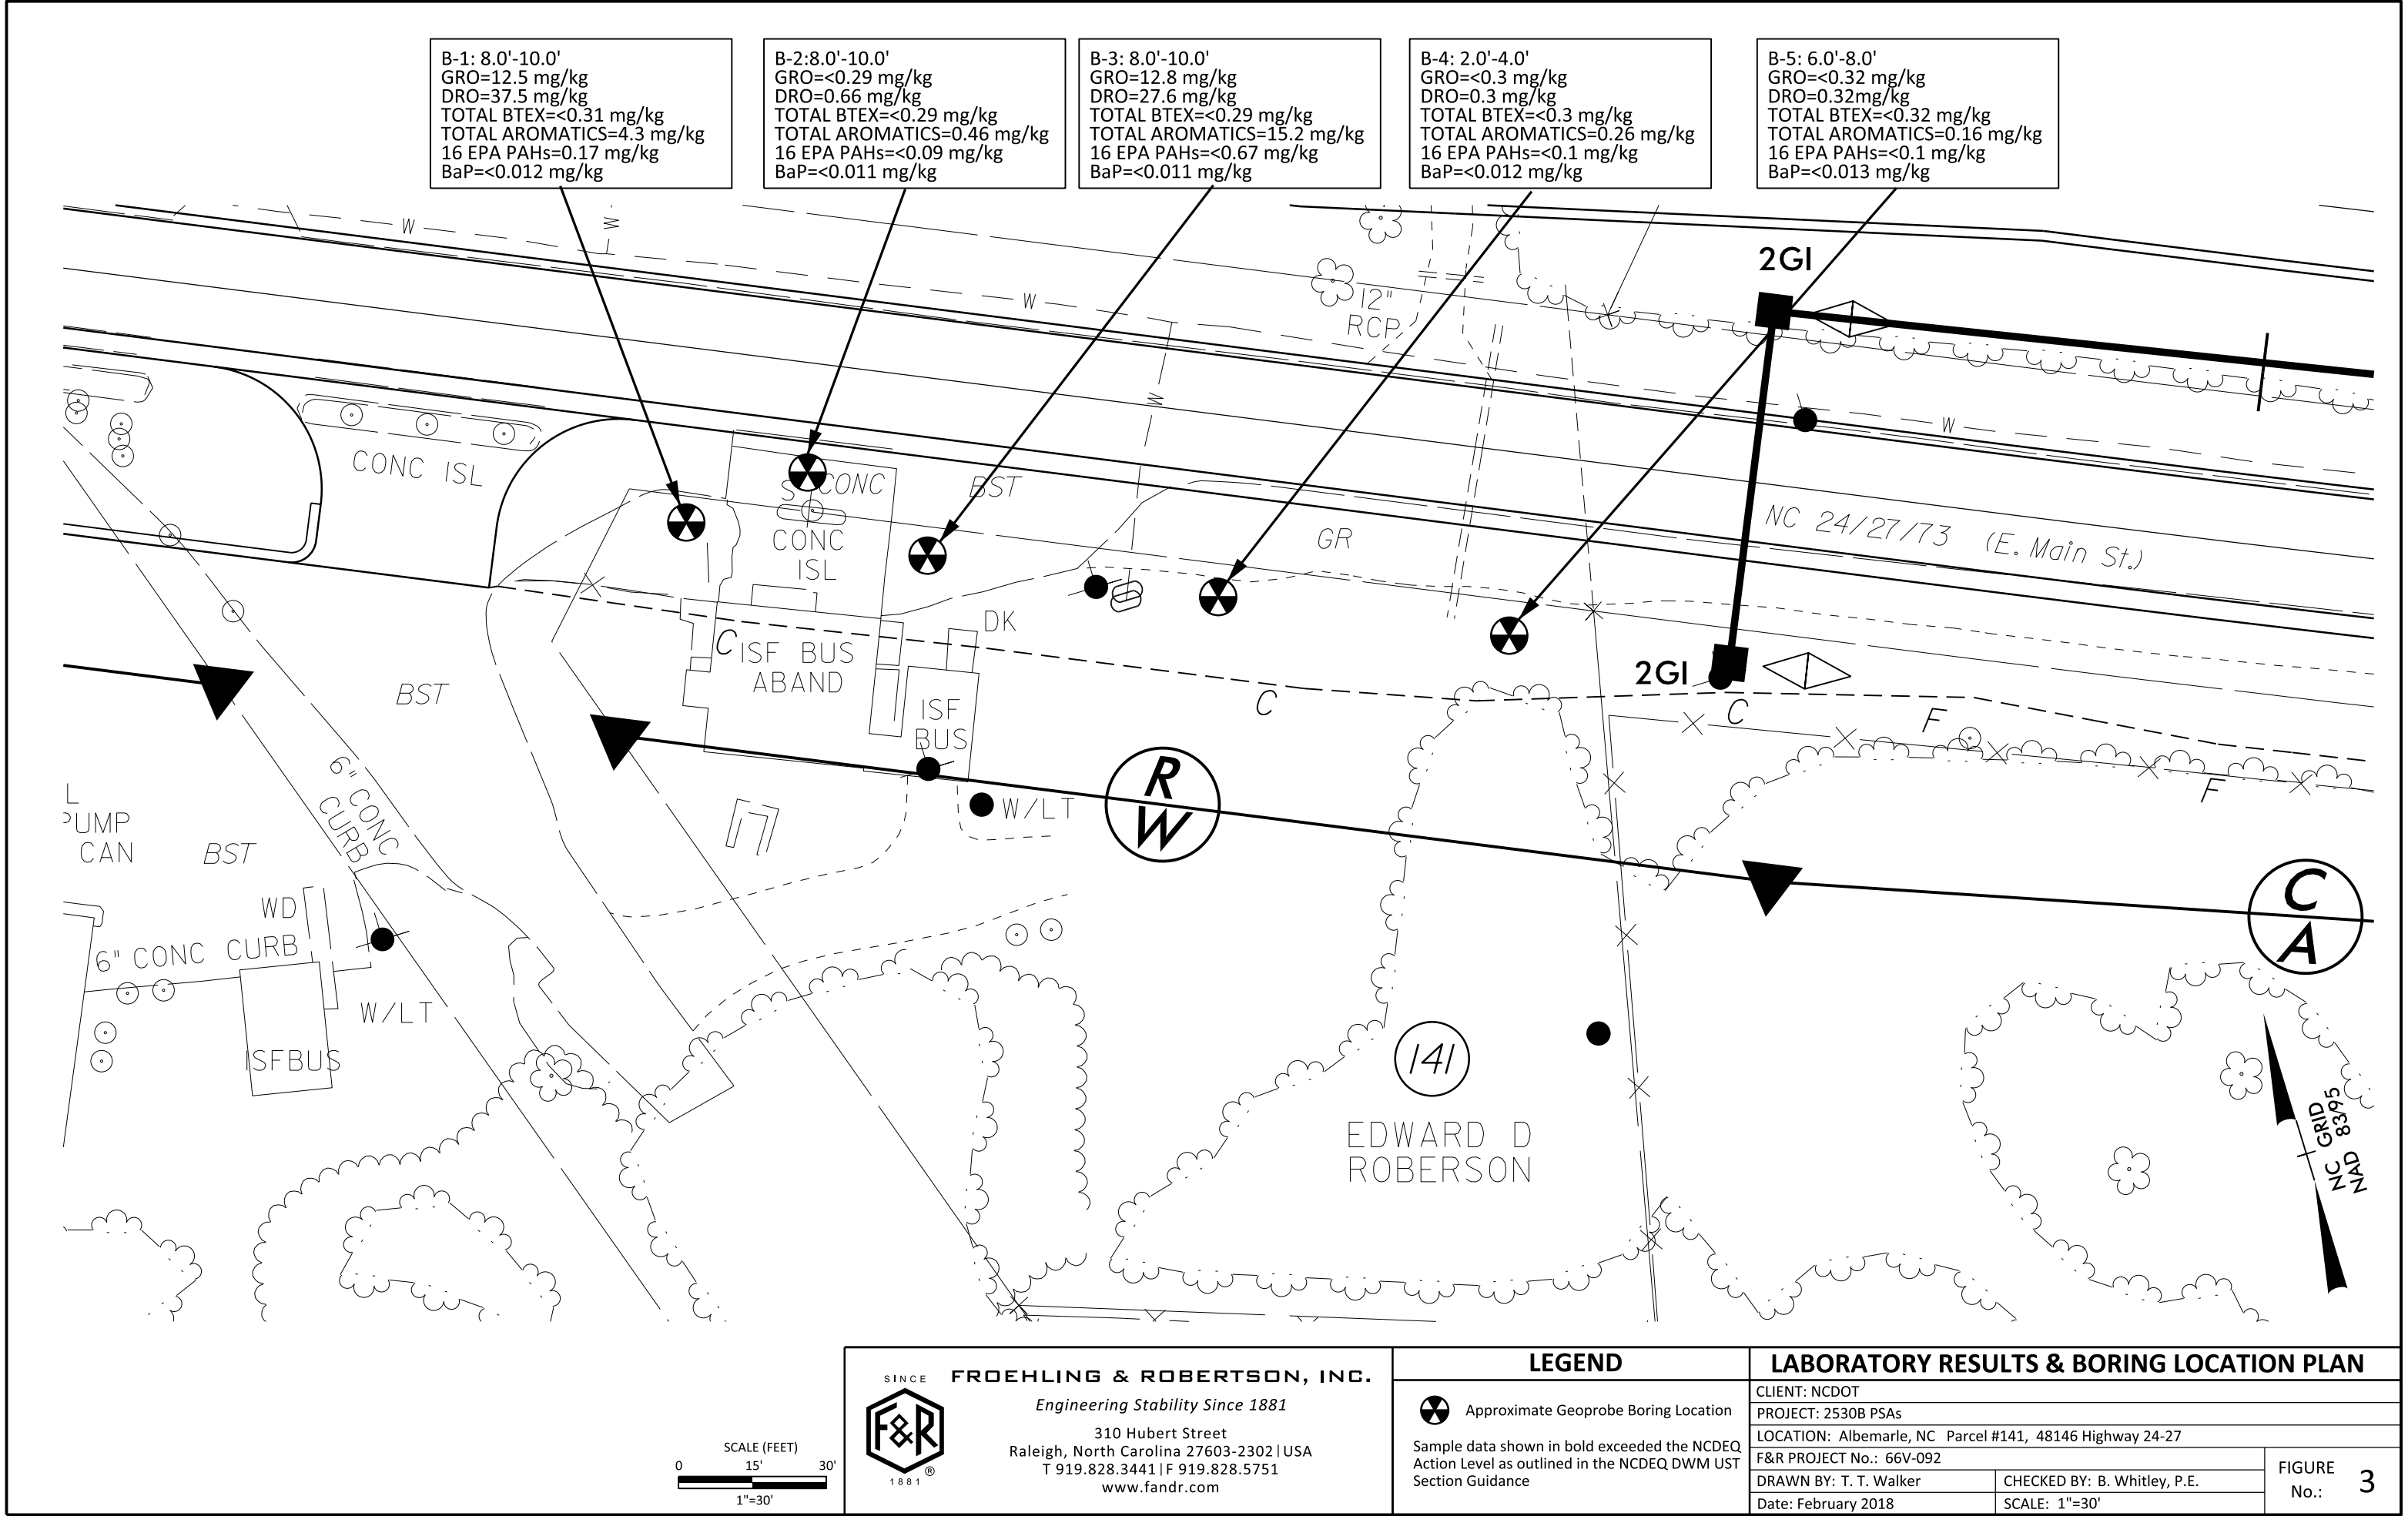 B-1: 8.0'-10.0'
GRO=12.5 mg/kg
DRO=37.5 mg/kg
TOTAL BTEX=<0.31 mg/kg
TOTAL AROMATICS=4.3 mg/kg
16 EPA PAHs=0.17 mg/kg
BaP=<0.012 mg/kg
B-2:8.0'-10.0'
GRO=<0.29 mg/kg
DRO=0.66 mg/kg
TOTAL BTEX=<0.29 mg/kg
TOTAL AROMATICS=0.46 mg/kg
16 EPA PAHs=<0.09 mg/kg
BaP=<0.011 mg/kg
B-3: 8.0'-10.0'
GRO=12.8 mg/kg
DRO=27.6 mg/kg
TOTAL BTEX=<0.29 mg/kg
TOTAL AROMATICS=15.2 mg/kg
16 EPA PAHs=<0.67 mg/kg
BaP=<0.011 mg/kg
B-4: 2.0'-4.0'
GRO=<0.3 mg/kg
DRO=0.3 mg/kg
TOTAL BTEX=<0.3 mg/kg
TOTAL AROMATICS=0.26 mg/kg
16 EPA PAHs=<0.1 mg/kg
BaP=<0.012 mg/kg
B-5: 6.0'-8.0'
GRO=<0.32 mg/kg
DRO=0.32mg/kg
TOTAL BTEX=<0.32 mg/kg
TOTAL AROMATICS=0.16 mg/kg
16 EPA PAHs=<0.1 mg/kg
BaP=<0.013 mg/kg
W
W
W
W
W
2GI
12"
RCP
CONC ISL
CONC
BST
CONC
ISL
GR
NC 24/27/73 (E. Main St.)
DK
C
ISF BUS
ABAND
2GI
BST
ISF
BUS
C
C
F
F
R
W
W/LT
6" CONC
CURB
L
PUMP
CAN
BST
WD
6" CONC CURB
W/LT
ISFBUS
C
A
141
EDWARD D
ROBERSON
NC GRID
NAD 83/95
SCALE (FEET)
0 15' 30'
1"=30'
SINCE
F&R
®
1881
FROEHLING & ROBERTSON, INC.
Engineering Stability Since 1881
310 Hubert Street
Raleigh, North Carolina 27603-2302|USA
T 919.828.3441|F 919.828.5751
www.fandr.com
LEGEND
Approximate Geoprobe Boring Location
Sample data shown in bold exceeded the NCDEQ
Action Level as outlined in the NCDEQ DWM UST
Section Guidance
LABORATORY RESULTS & BORING LOCATION PLAN
CLIENT: NCDOT
PROJECT: 2530B PSAs
LOCATION: Albemarle, NC Parcel #141, 48146 Highway 24-27
F&R PROJECT No.: 66V-092
DRAWN BY: T. T. Walker
CHECKED BY: B. Whitley, P.E.
Date: February 2018
SCALE: 1"=30'
FIGURE
No.: 3